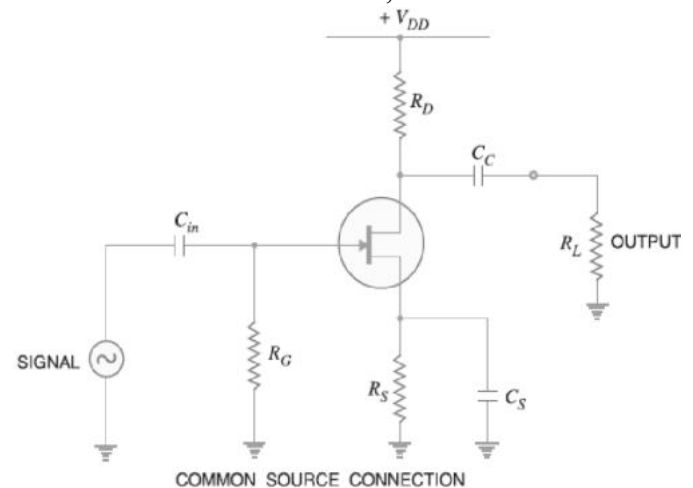 + V_DD
R_D
C_C
C_in
R_L OUTPUT
SIGNAL
R_G
R_S
C_S
COMMON SOURCE CONNECTION